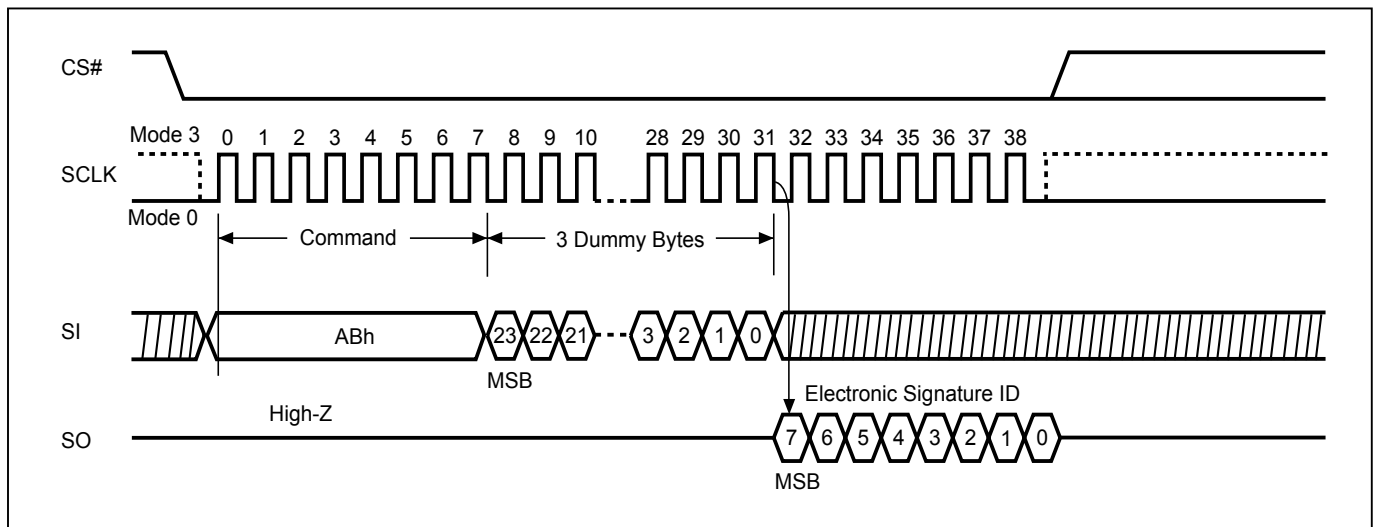 CS#
Mode 3 0 1 2 3 4 5 6 7 8 9 10 28 29 30 31 32 33 34 35 36 37 38
SCLK
Mode 0
Command 3 Dummy Bytes
SI ABh 23 22 21 3 2 1 0
MSB
Electronic Signature ID
High-Z
SO 7 6 5 4 3 2 1 0
MSB